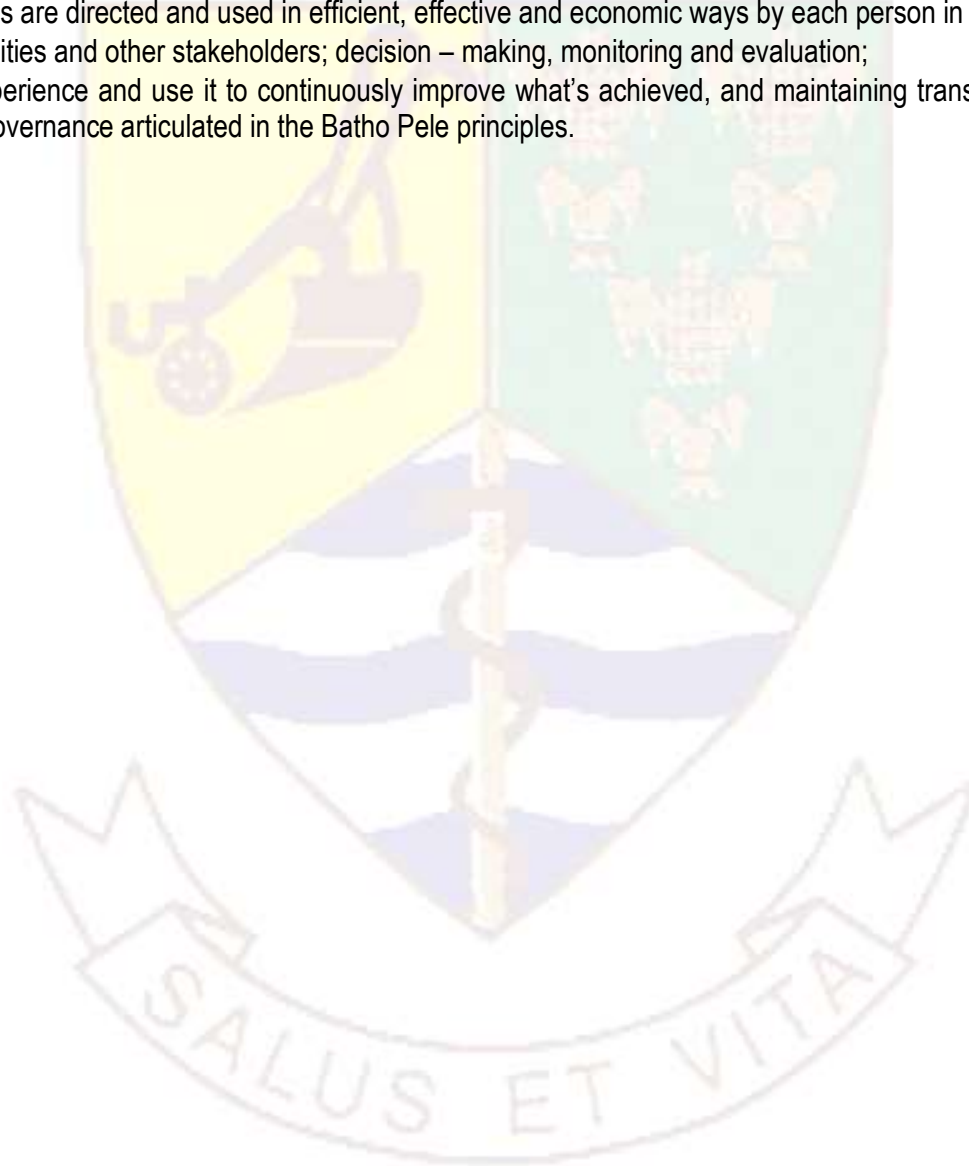 s are directed and used in efficient, effective and economic ways by each person in
ities and other stakeholders; decision – making, monitoring and evaluation;
perience and use it to continuously improve what's achieved, and maintaining trans
overnance articulated in the Batho Pele principles.
SALUS ET VITA